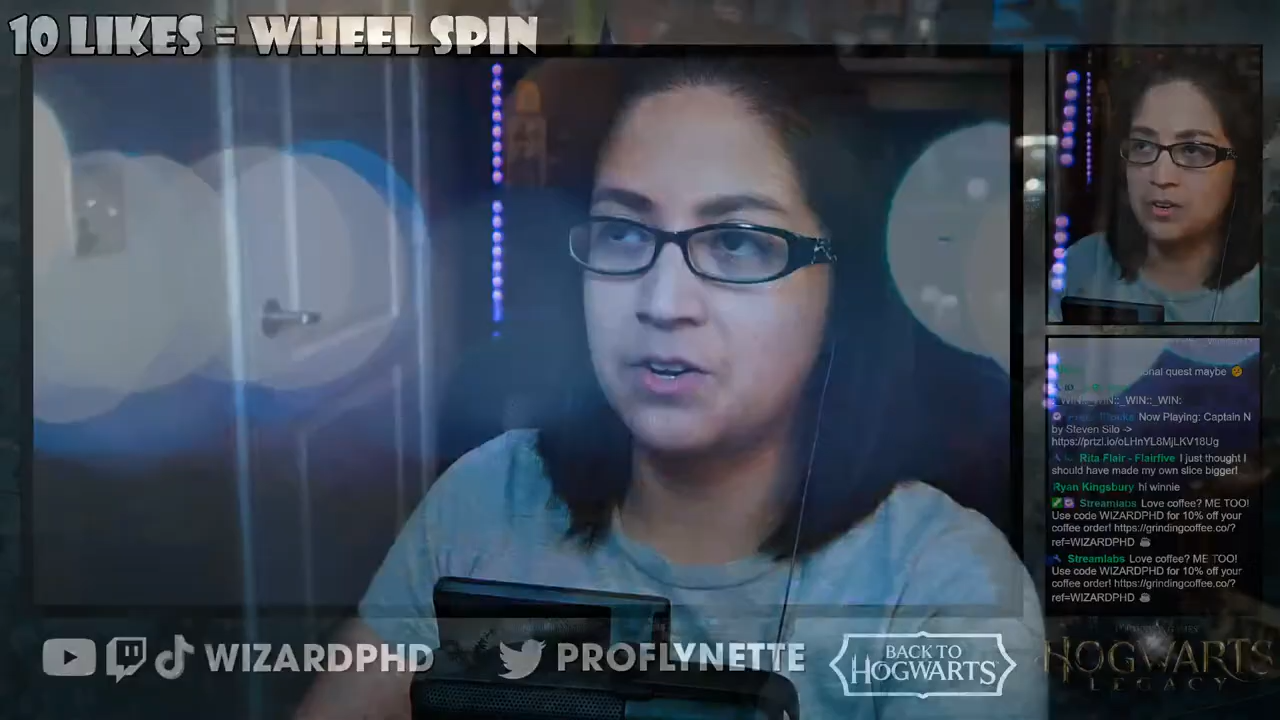 10 LIKES = WHEEL SPIN
onal quest maybe
_WIN:
:_WIN::_WIN:
Now Playing: Captain N
by Steven Silo ->
https://prtzl.io/oLHnYL8MjLKV18Ug
Rita Flair - Flairfive I just thought I
should have made my own slice bigger!
Ryan Kingsbury hi winnie
Streamlabs Love coffee? ME TOO!
Use code WIZARDPHD for 10% off your
coffee order! https://grindingcoffee.co/?
ref=WIZARDPHD
Streamlabs Love coffee? ME TOO!
Use code WIZARDPHD for 10% off your
coffee order! https://grindingcoffee.co/?
ref=WIZARDPHD
WIZARDPHD
PROFLYNETTE
BACK TO
HOGWARTS
HOGWARTS
LEGACY